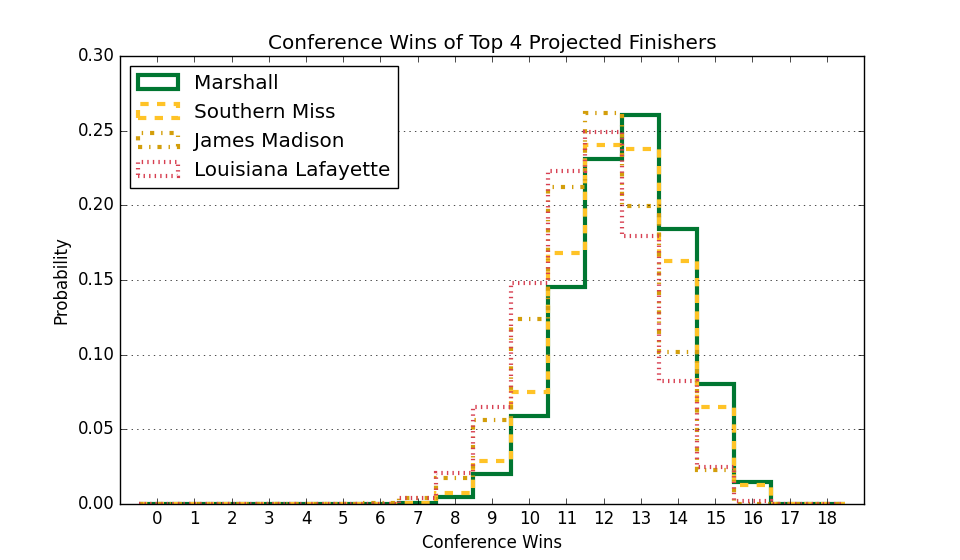 Conference Wins of Top 4 Projected Finishers
Marshall
Southern Miss
James Madison
Louisiana Lafayette
Probability
0.30
0.25
0.20
0.15
0.10
0.05
0.00
0 1 2 3 4 5 6 7 8 9 10 11 12 13 14 15 16 17 18
Conference Wins